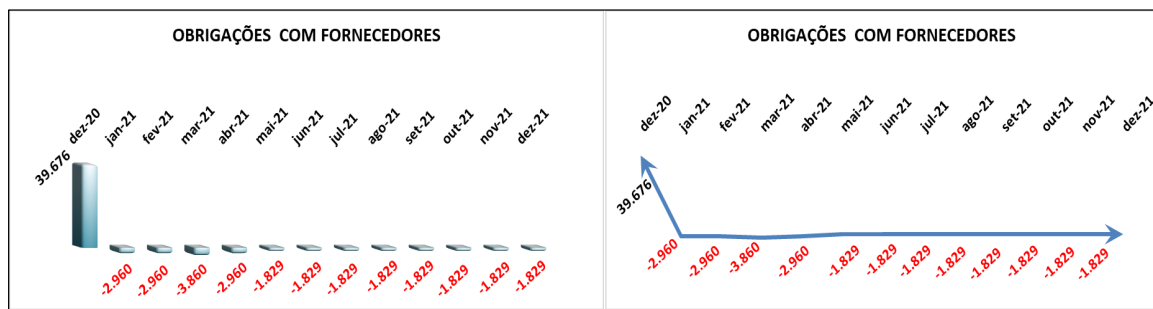 OBRIGAÇÕES COM FORNECEDORES
dez-20
jan-21
fev-21
mar-21
abr-21
mai-21
jun-21
jul-21
ago-21
set-21
out-21
nov-21
dez-21
39.676
-2.960
-2.960
-3.860
-2.960
-1.829
-1.829
-1.829
-1.829
-1.829
-1.829
-1.829
-1.829
OBRIGAÇÕES COM FORNECEDORES
dez-20
jan-21
fev-21
mar-21
abr-21
mai-21
jun-21
jul-21
ago-21
set-21
out-21
nov-21
dez-21
39.676
-2.960
-2.960
-3.860
-2.960
-1.829
-1.829
-1.829
-1.829
-1.829
-1.829
-1.829
-1.829